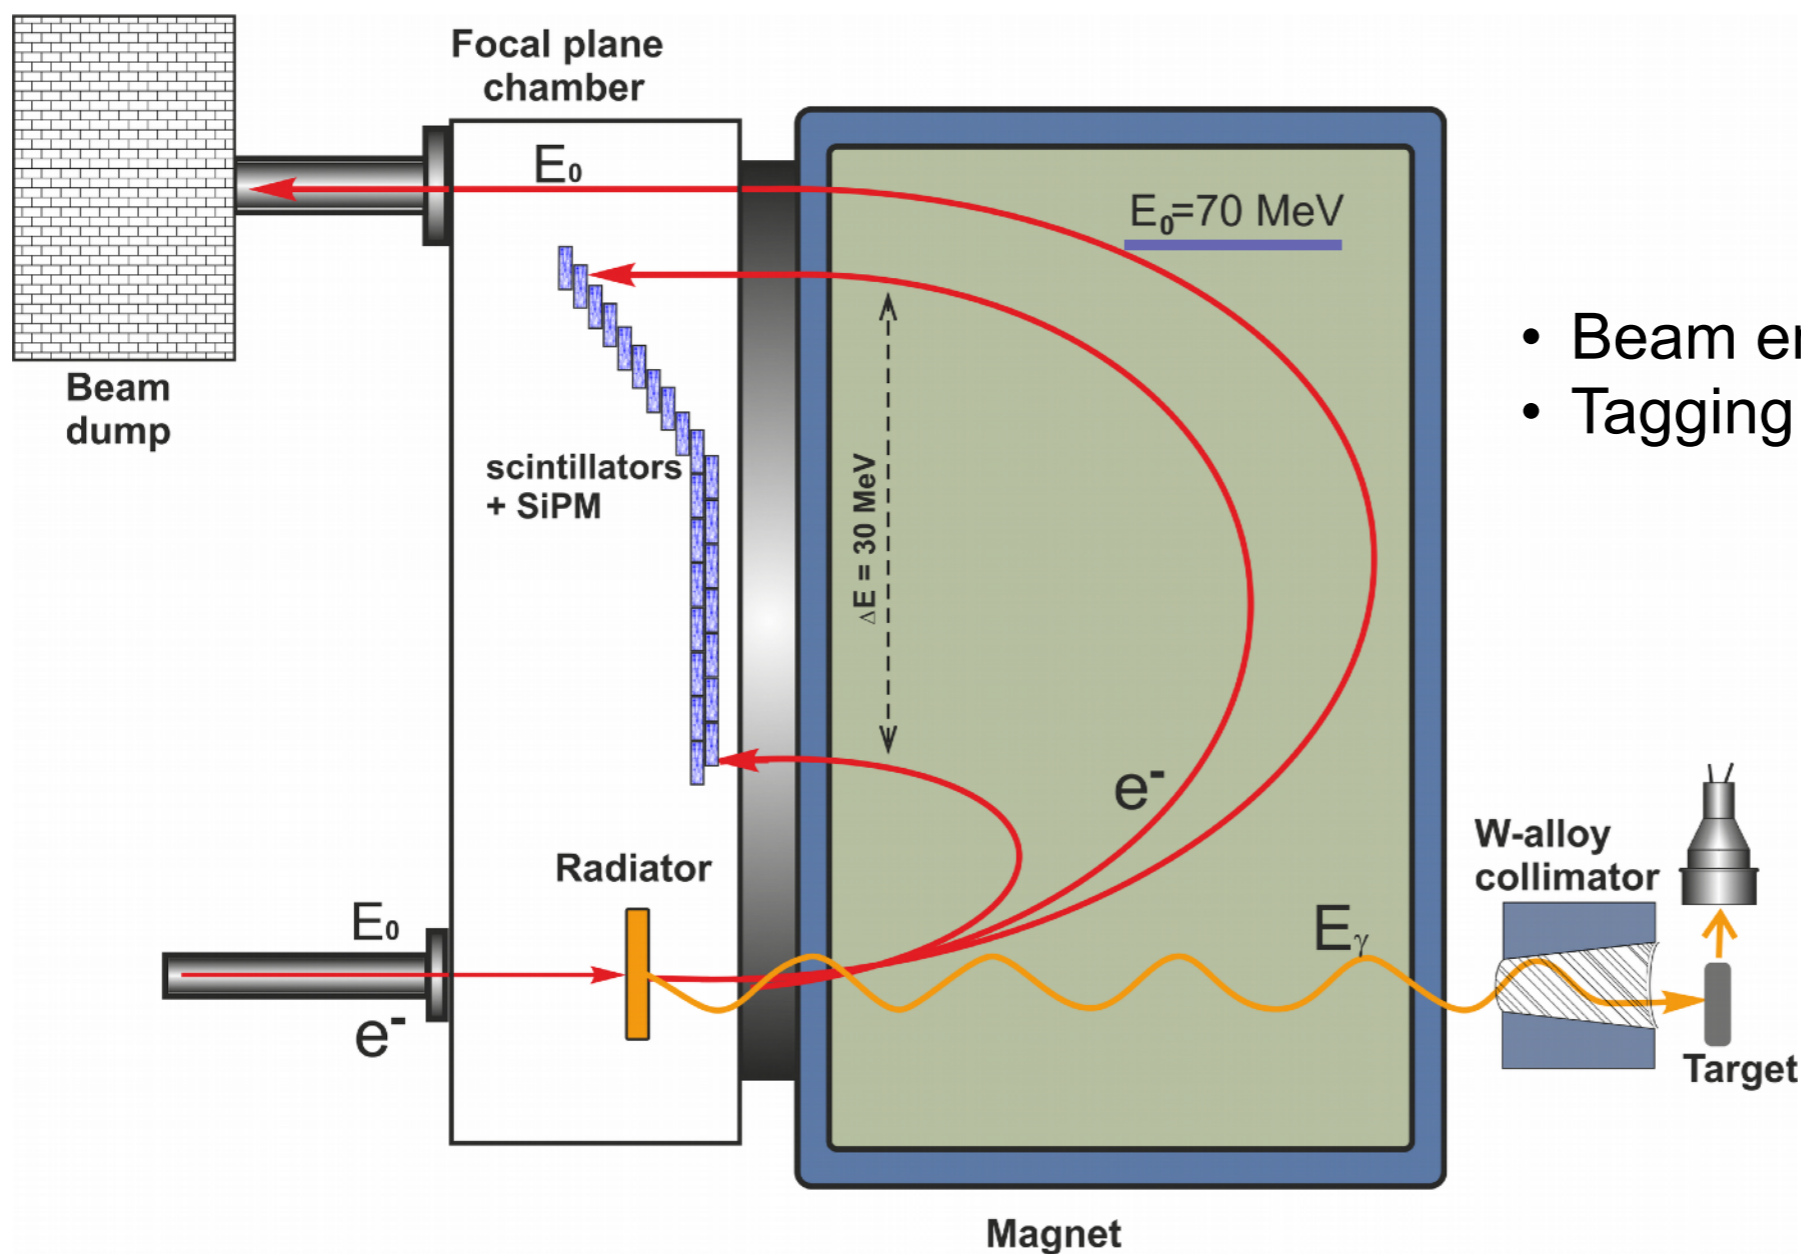 Focal plane
chamber
E₀
E₀=70 MeV
• Beam
• Tagging
Beam
dump
scintillators
+ SiPM
ΔE = 30 MeV
e⁻
W-alloy
collimator
Radiator
E₀
Eγ
e⁻
Target
Magnet